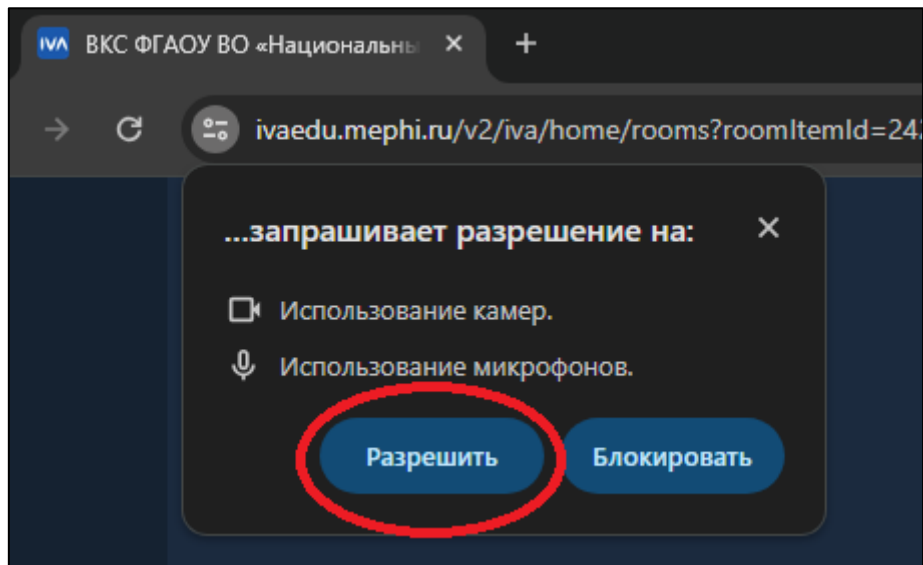 IVA ВКС ФГАОУ ВО «Националь
ivaedu.mephi.ru/v2/iva/home/rooms?roomItemId=24
...запрашивает разрешение на:
Использование камер.
Использование микрофонов.
Разрешить
Блокировать